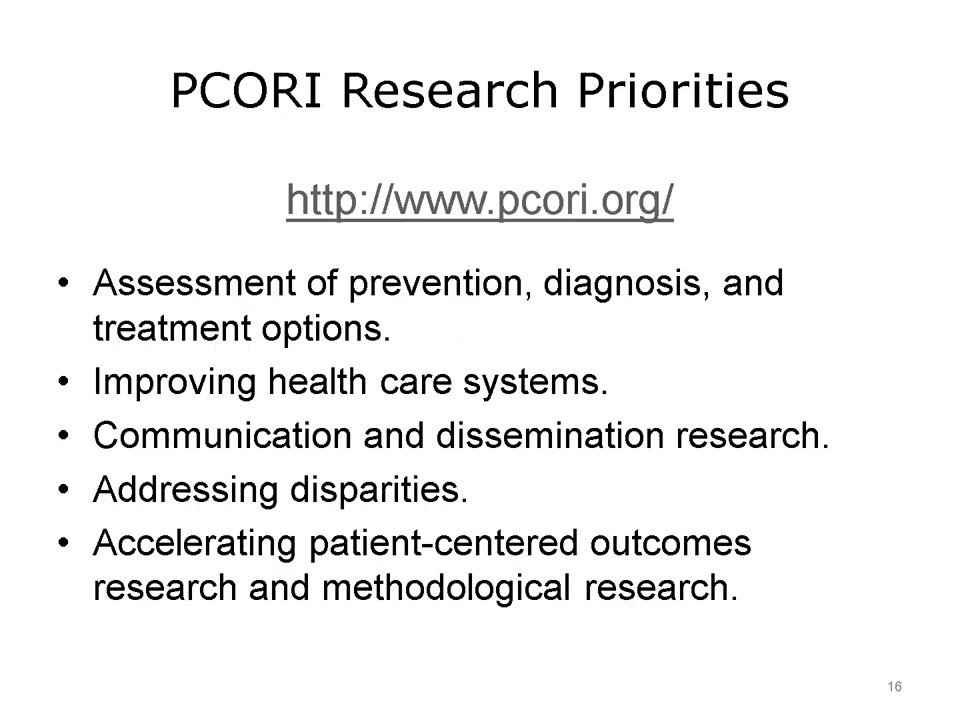 PCORI Research Priorities
http://www.pcori.org/
• Assessment of prevention, diagnosis, and
treatment options.
• Improving health care systems.
• Communication and dissemination research.
• Addressing disparities.
• Accelerating patient-centered outcomes
research and methodological research.
16